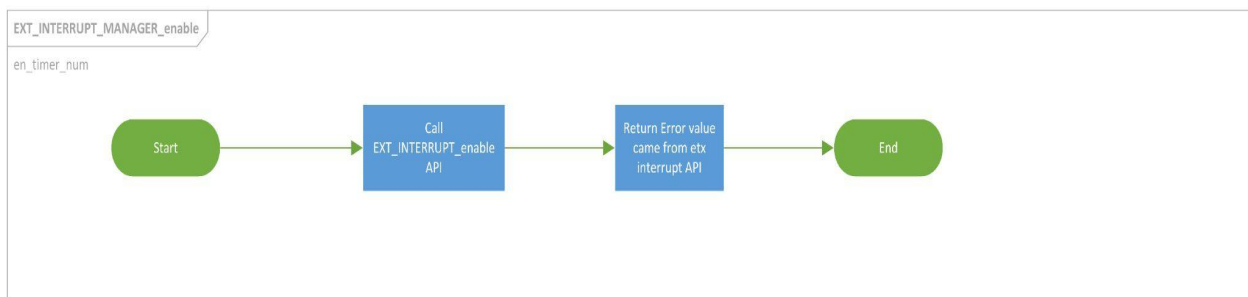 EXT_INTERRUPT_MANAGER_enable
en_timer_num
Start
Call
EXT_INTERRUPT_enable
API
Return Error value
came from etx
interrupt API
End